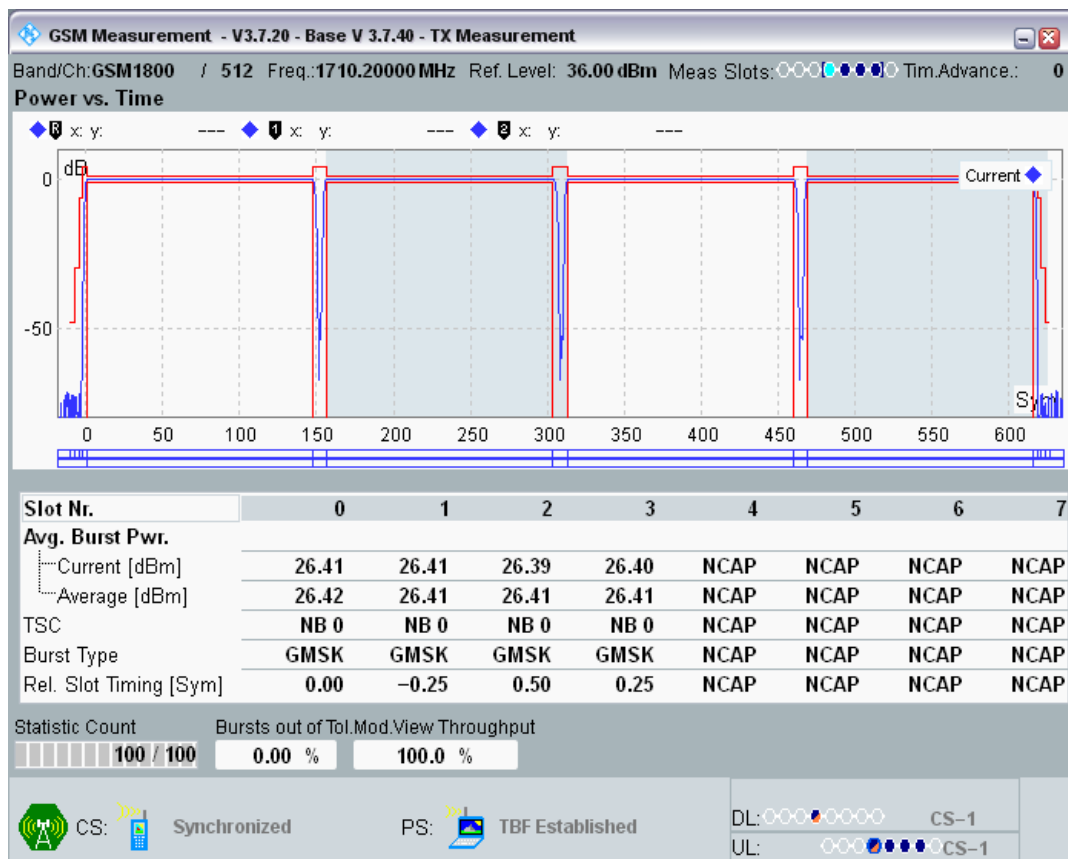 GSM Measurement - V3.7.20 - Base V 3.7.40 - TX Measurement
Band/Ch:GSM1800 / 512 Freq.:1710.20000 MHz Ref. Level: 36.00 dBm Meas Slots: Tim.Advance.: 0
Power vs. Time
R x: y: --- 1 x: y: --- 2 x: y: ---
dB
Current
0
-50
Sym
0 50 100 150 200 250 300 350 400 450 500 550 600
Slot Nr. 0 1 2 3 4 5 6 7
Avg. Burst Pwr.
Current [dBm] 26.41 26.41 26.39 26.40 NCAP NCAP NCAP NCAP
Average [dBm] 26.42 26.41 26.41 26.41 NCAP NCAP NCAP NCAP
TSC NB 0 NB 0 NB 0 NB 0 NCAP NCAP NCAP NCAP
Burst Type GMSK GMSK GMSK GMSK NCAP NCAP NCAP NCAP
Rel. Slot Timing [Sym] 0.00 −0.25 0.50 0.25 NCAP NCAP NCAP NCAP
Statistic Count Bursts out of Tol.Mod.View Throughput
100 / 100 0.00 % 100.0 %
CS: Synchronized PS: TBF Established
DL: CS−1
UL: CS−1